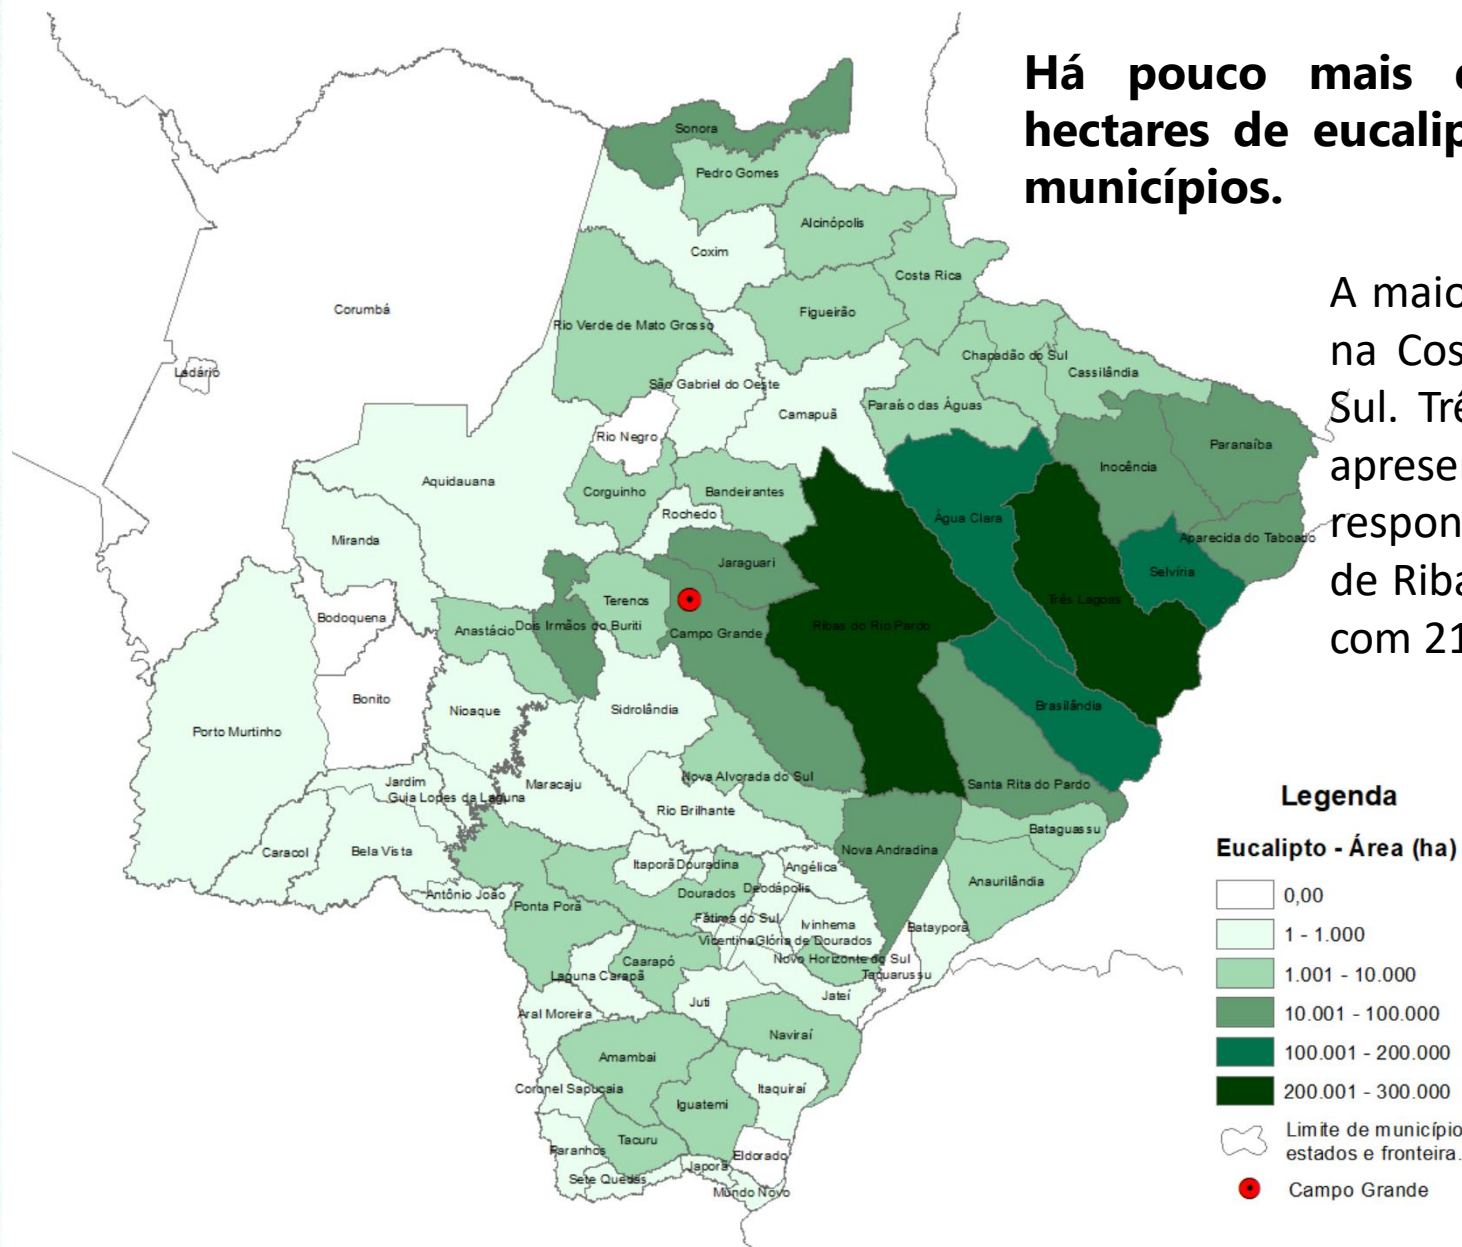 Há pouco mais
hectares de eucalip
municípios.
A maio
na Cos
Sul. Trê
apresen
respon
de Riba
com 21
Sonora
Pedro Gomes
Alcinópolis
Coxim
Costa Rica
Corumbá
Figueirão
Rio Verde de Mato Grosso
Chapadão do Sul
Ladário
Cassilândia
São Gabriel do Oeste
Paraíso das Águas
Camapuã
Rio Negro
Paranaíba
Inocência
Aquidauana
Corguinho
Bandeirantes
Rochedo
Água Clara
Miranda
Aparecida do Taboado
Jaraguari
Selvíria
Terenos
Três Lagoas
Bodoquena
Anastácio
Dois Irmãos do Buriti
Campo Grande
Ribas do Rio Pardo
Bonito
Nioaque
Sidrolândia
Brasilândia
Porto Murtinho
Jardim
Nova Alvorada do Sul
Maracaju
Santa Rita do Pardo
Guia Lopes da Laguna
Rio Brilhante
Bataguassu
Caracol
Bela Vista
Nova Andradina
Itaporã
Douradina
Angélica
Anaurilândia
Antônio João
Dourados
Deodápolis
Ponta Porã
Fátima do Sul
Ivinhema
Batayporã
Vicentina
Glória de Dourados
Caarapó
Novo Horizonte do Sul
Laguna Carapã
Taquarussu
Juti
Jateí
Aral Moreira
Naviraí
Amambai
Coronel Sapucaia
Itaquiraí
Iguatemi
Tacuru
Paranhos
Eldorado
Japorã
Sete Quedas
Mundo Novo
Legenda
Eucalipto - Área (ha)
0,00
1 - 1.000
1.001 - 10.000
10.001 - 100.000
100.001 - 200.000
200.001 - 300.000
Limite de município
estados e fronteira.
Campo Grande